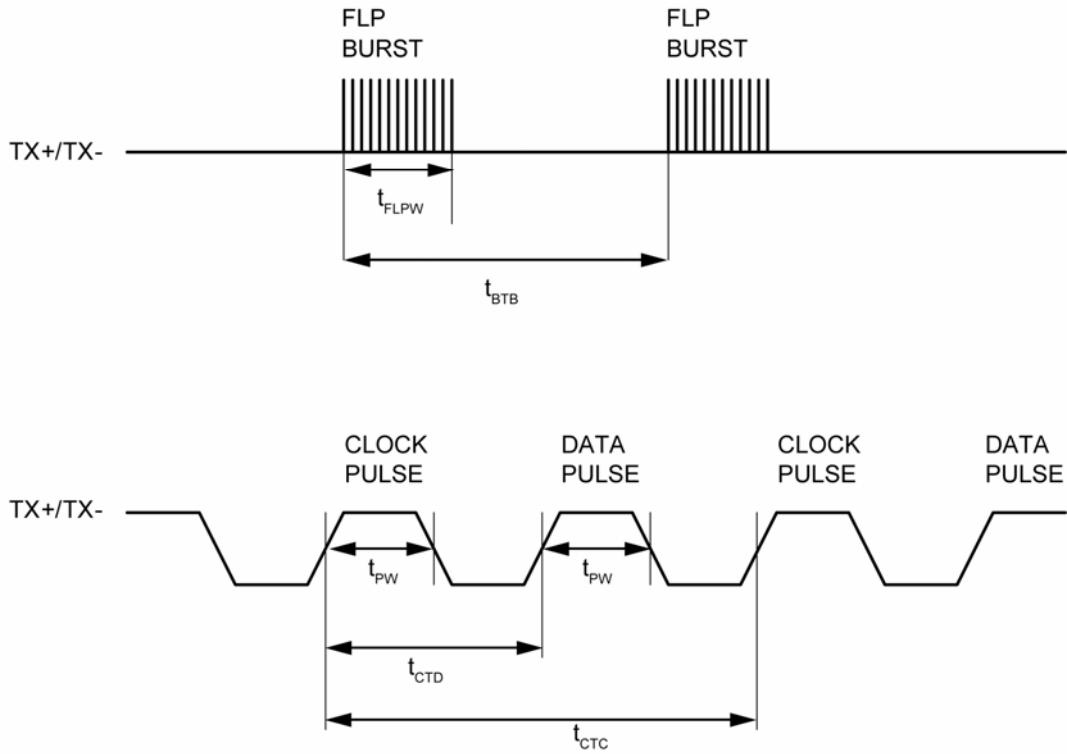 FLP
BURST
FLP
BURST
TX+/TX-
tFLPW
tBTB
CLOCK
PULSE
DATA
PULSE
CLOCK
PULSE
DATA
PULSE
TX+/TX-
tPW
tPW
tCTD
tCTC